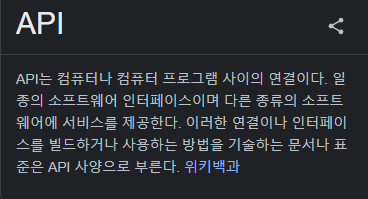 API
API는 컴퓨터나 컴퓨터 프로그램 사이의 연결이다. 일
종의 소프트웨어 인터페이스이며 다른 종류의 소프트
웨어에 서비스를 제공한다. 이러한 연결이나 인터페이
스를 빌드하거나 사용하는 방법을 기술하는 문서나 표
준은 API 사양으로 부른다. 위키백과